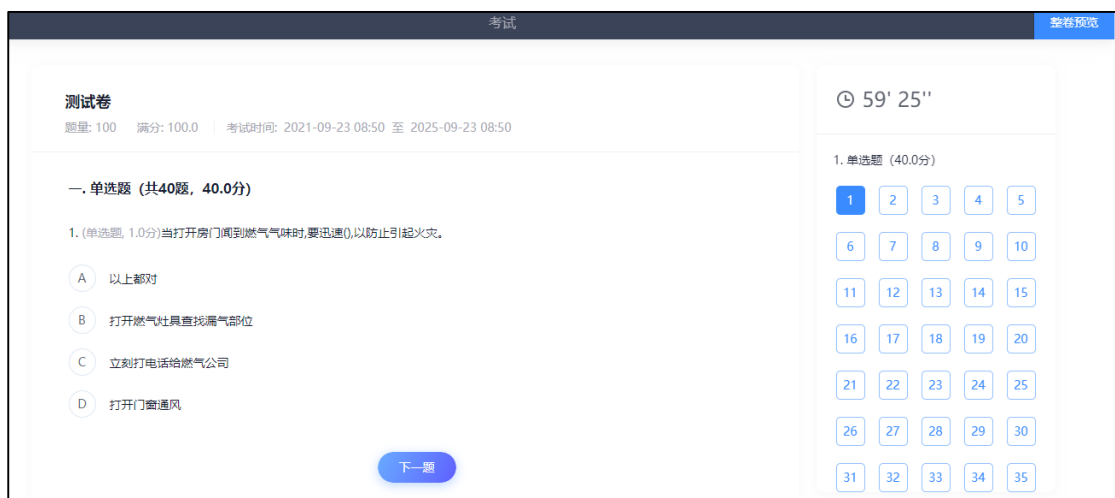 考试
整卷预览
测试卷
题量: 100 满分: 100.0 考试时间: 2021-09-23 08:50 至 2025-09-23 08:50
一. 单选题（共40题，40.0分）
1. (单选题, 1.0分)当打开房门闻到燃气气味时,要迅速(),以防止引起火灾。
A 以上都对
B 打开燃气灶具查找漏气部位
C 立刻打电话给燃气公司
D 打开门窗通风
下一题
59' 25''
1. 单选题（40.0分）
1 2 3 4 5
6 7 8 9 10
11 12 13 14 15
16 17 18 19 20
21 22 23 24 25
26 27 28 29 30
31 32 33 34 35